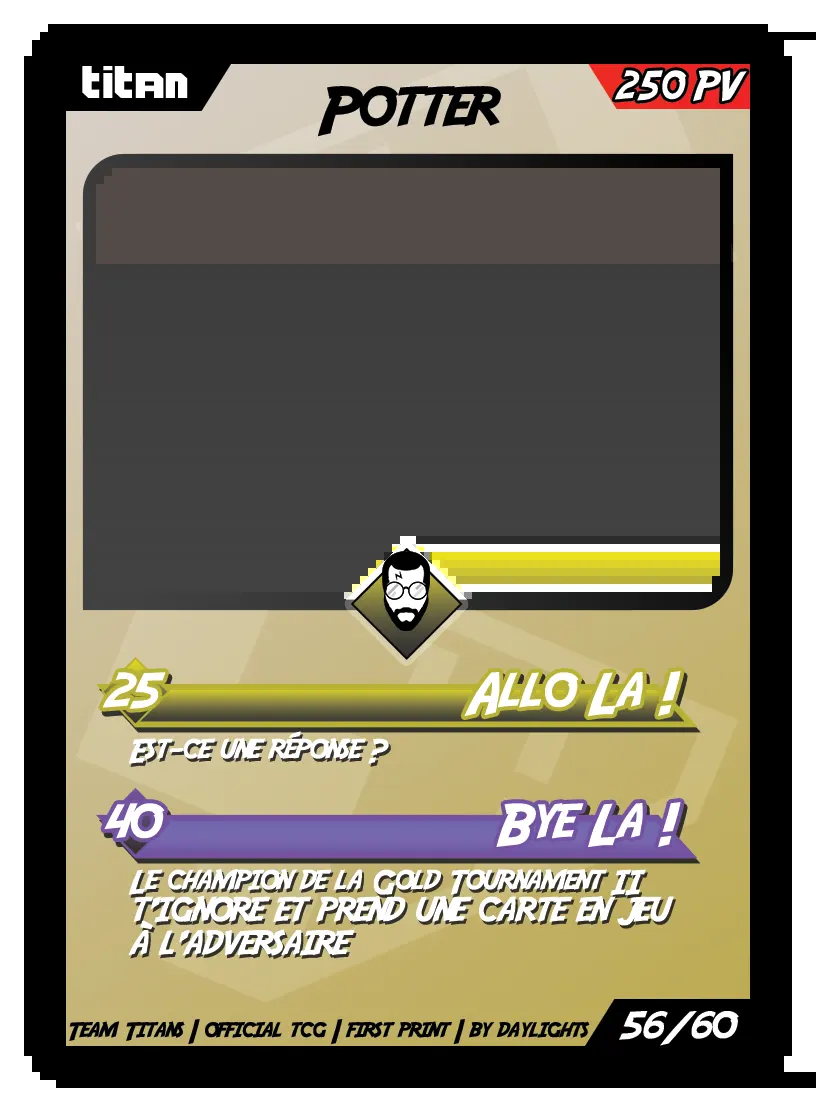 titan
Potter
250 PV
25
Allo La !
Est-ce une réponse ?
40
Bye La !
Le champion de la Gold Tournament II
t'ignore et prend une carte en jeu
à l'adversaire
Team Titans | official tcg | first print | by daylights
56/60